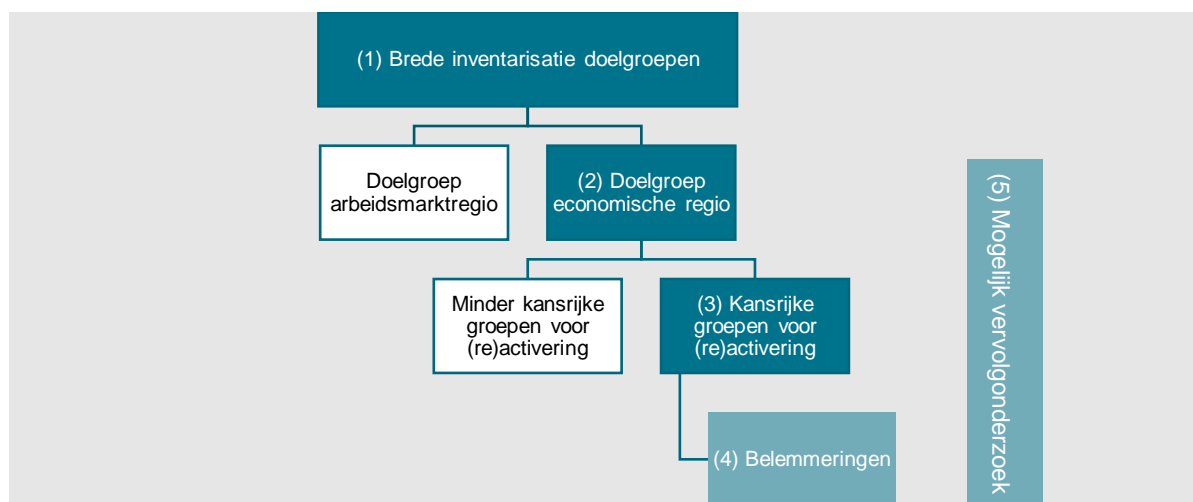 (1) Brede inventarisatie doelgroepen
Doelgroep
arbeidsmarktregio
(2) Doelgroep
economische regio
Minder kansrijke
groepen voor
(re)activering
(3) Kansrijke
groepen voor
(re)activering
(4) Belemmeringen
(5) Mogelijk vervolgonderzoek